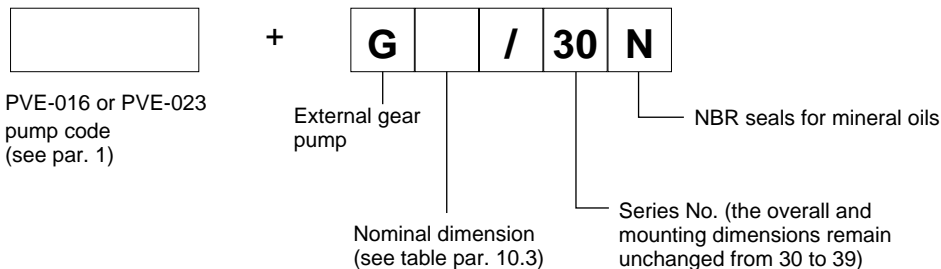 + G / 30 N
PVE-016 or PVE-023
pump code
(see par. 1)
External gear
pump
NBR seals for mineral oils
Nominal dimension
(see table par. 10.3)
Series No. (the overall and
mounting dimensions remain
unchanged from 30 to 39)